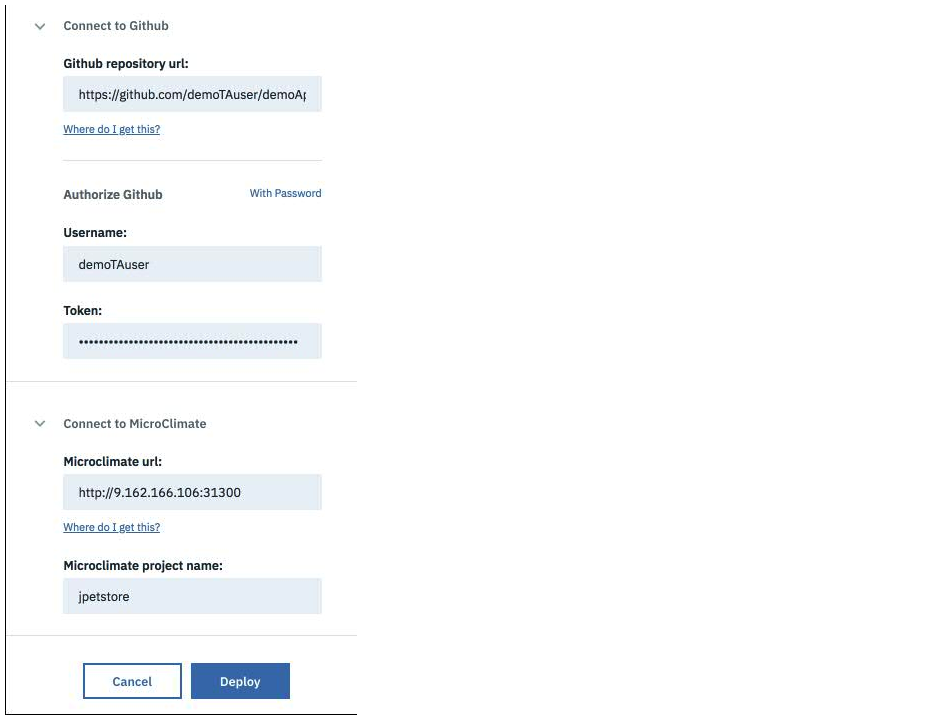 Connect to Github
Github repository url:
https://github.com/demoTAuser/demoAp
Where do I get this?
Authorize Github With Password
Username:
demoTAuser
Token:
••••••••••••••••••••••••••••••••••••••••••••
Connect to MicroClimate
Microclimate url:
http://9.162.166.106:31300
Where do I get this?
Microclimate project name:
jpetstore
Cancel Deploy